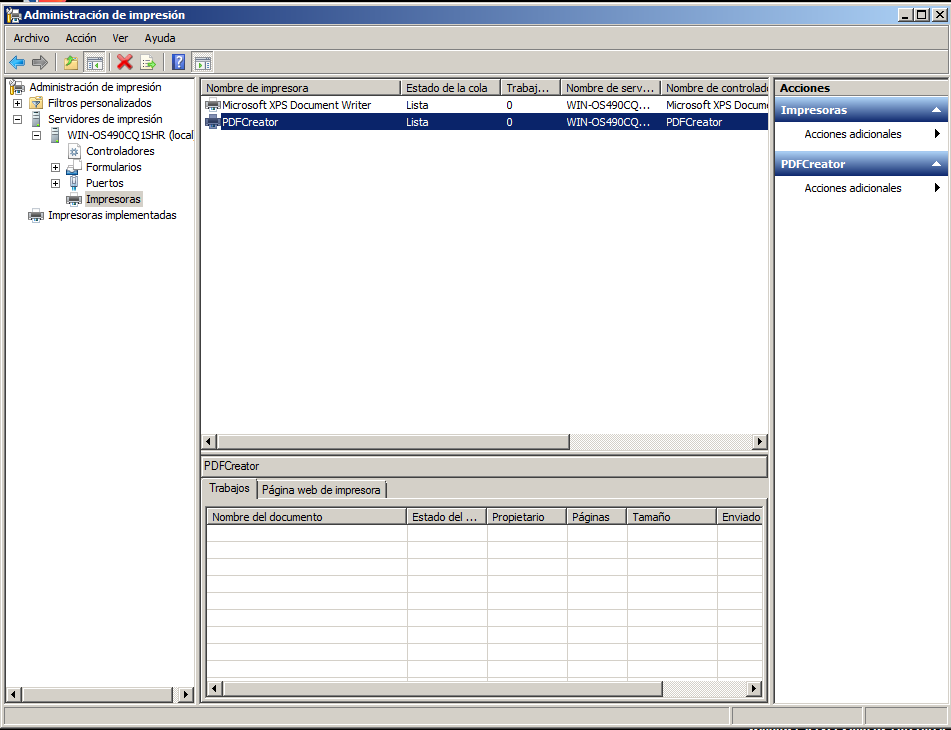 Administración de impresión
Archivo Acción Ver Ayuda
Administración de impresión
Filtros personalizados
Servidores de impresión
WIN-OS490CQ1SHR (local
Controladores
Formularios
Puertos
Impresoras
Impresoras implementadas
Nombre de impresora Estado de la cola Trabaj... Nombre de serv... Nombre de controlad
Microsoft XPS Document Writer Lista 0 WIN-OS490CQ... Microsoft XPS Docume
PDFCreator Lista 0 WIN-OS490CQ... PDFCreator
PDFCreator
Trabajos Página web de impresora
Nombre del documento Estado del ... Propietario Páginas Tamaño Enviado
Acciones
Impresoras
Acciones adicionales
PDFCreator
Acciones adicionales